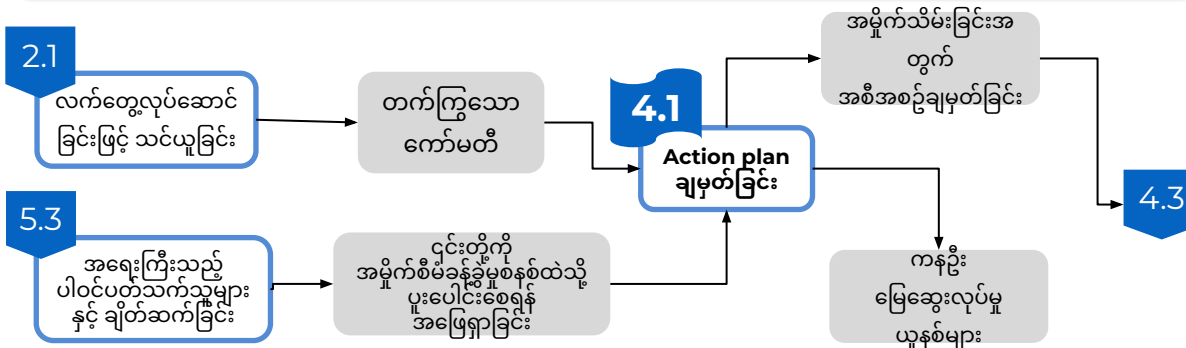 2.1
လက်တွေ့လုပ်ဆောင်
ခြင်းဖြင့် သင်ယူခြင်း
တက်ကြွသော
ကော်မတီ
4.1
Action plan
ချမှတ်ခြင်း
အမှိုက်သိမ်းခြင်းအ
တွက်
အစီအစဥ်ချမှတ်ခြင်း
4.3
5.3
အရေးကြီးသည့်
ပါဝင်ပတ်သက်သူများ
နှင့် ချိတ်ဆက်ခြင်း
၎င်းတို့ကို
အမှိုက်စီမံခန့်ခွဲမှုစနစ်ထဲသို့
ပူးပေါင်းစေရန်
အဖြေရှာခြင်း
ကနဦး
မြေဆွေးလုပ်မှု
ယူနစ်များ